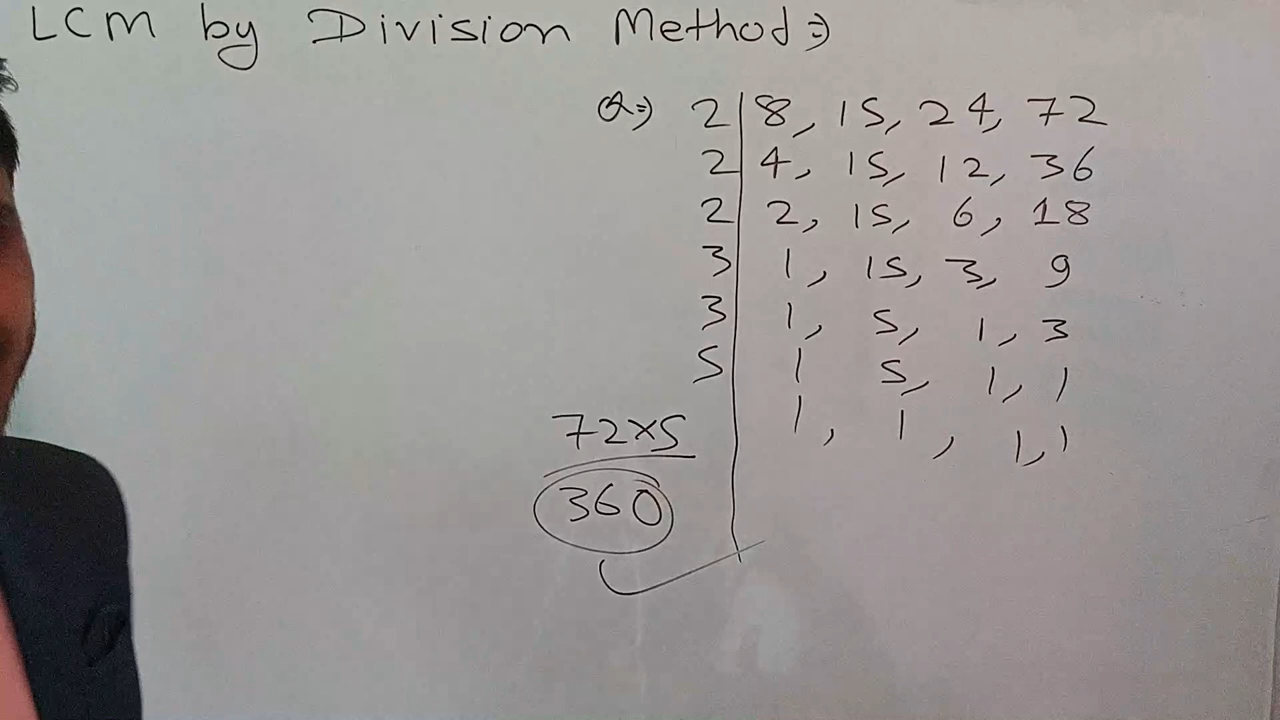 LCM by Division Method ⇒
Q ⇒ 2 | 8, 15, 24, 72
2 | 4, 15, 12, 36
2 | 2, 15, 6, 18
3 | 1, 15, 3, 9
3 | 1, 5, 1, 3
5 | 1 5, 1, 1
1, 1, 1, 1
72×5
360